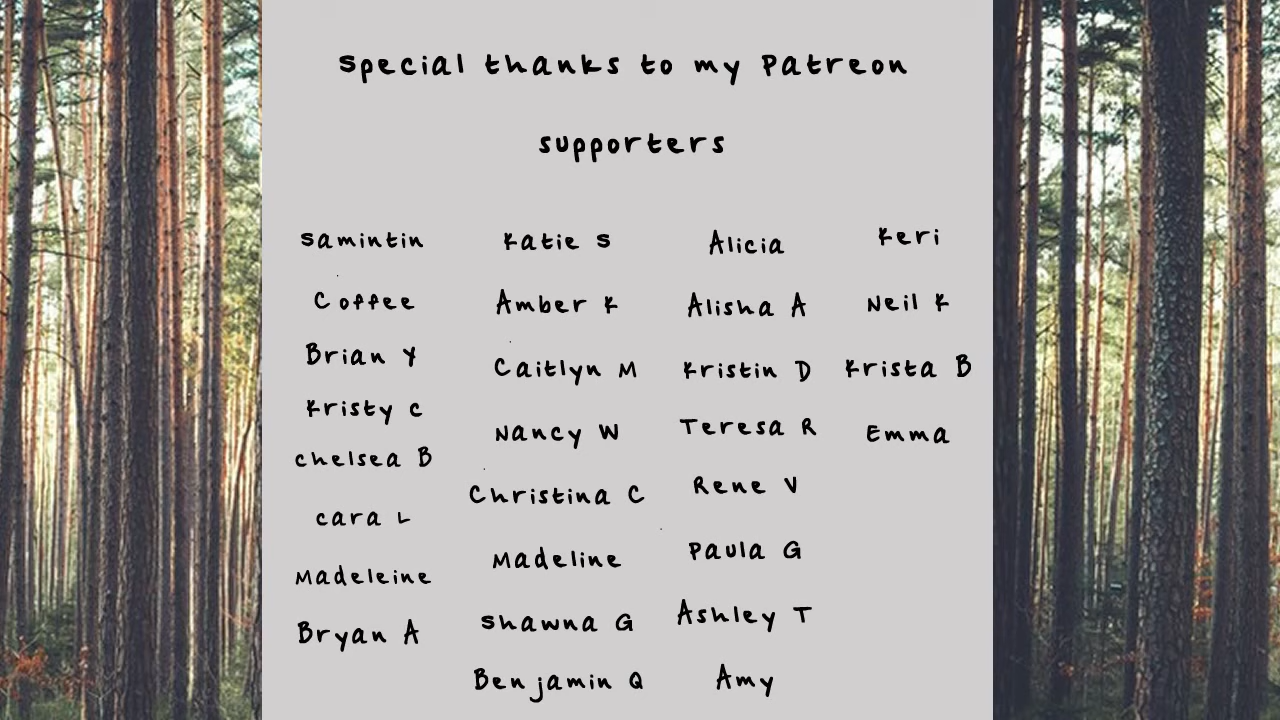 Special thanks to my Patreon
supporters
Samintin
Coffee
Brian Y
Kristy C
Chelsea B
Cara L
Madeleine
Bryan A
Katie S
Amber K
Caitlyn M
Nancy W
Christina C
Madeline
Shawna G
Benjamin Q
Alicia
Alisha A
Kristin D
Teresa R
Rene V
Paula G
Ashley T
Amy
Keri
Neil K
Krista B
Emma